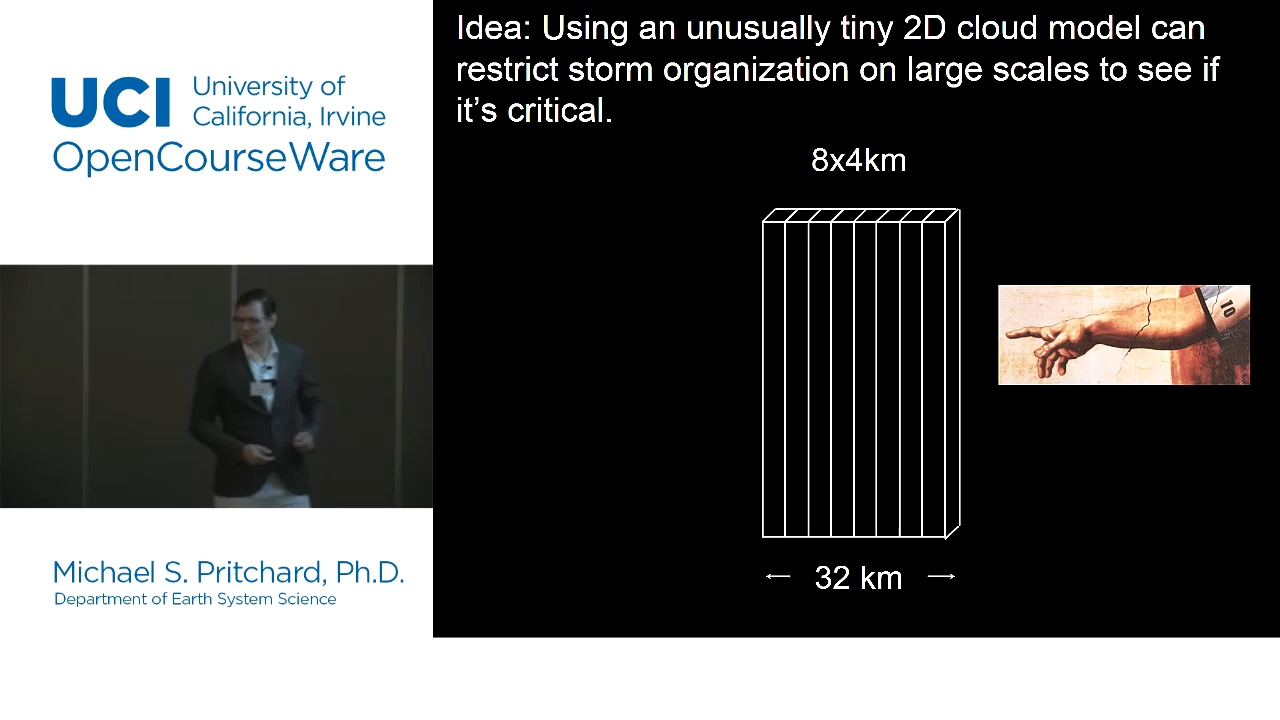 UCI University of
California, Irvine
OpenCourseWare
Idea: Using an unusually tiny 2D cloud model can
restrict storm organization on large scales to see if
it's critical.
8x4km
10
← 32 km →
Michael S. Pritchard, Ph.D.
Department of Earth System Science